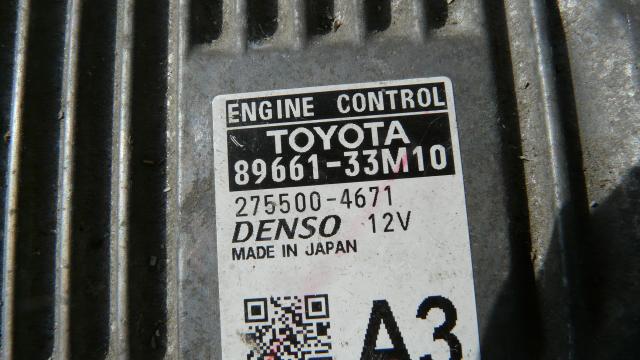 ENGINE CONTROL
TOYOTA
89661-33M10
275500-4671
DENSO 12V
MADE IN JAPAN
A3